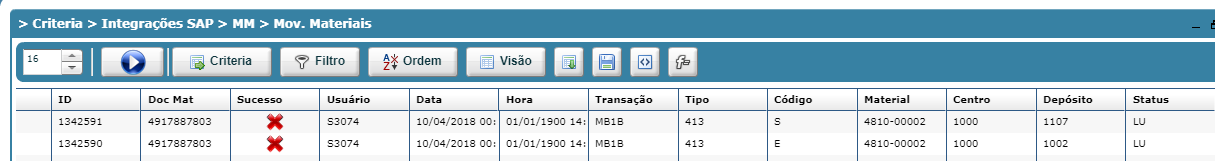 > Criteria > Integrações SAP > MM > Mov. Materiais
16 Criteria Filtro Ordem Visão
ID Doc Mat Sucesso Usuário Data Hora Transação Tipo Código Material Centro Depósito Status
1342591 4917887803 S3074 10/04/2018 00: 01/01/1900 14: MB1B 413 S 4810-00002 1000 1107 LU
1342590 4917887803 S3074 10/04/2018 00: 01/01/1900 14: MB1B 413 E 4810-00002 1000 1002 LU